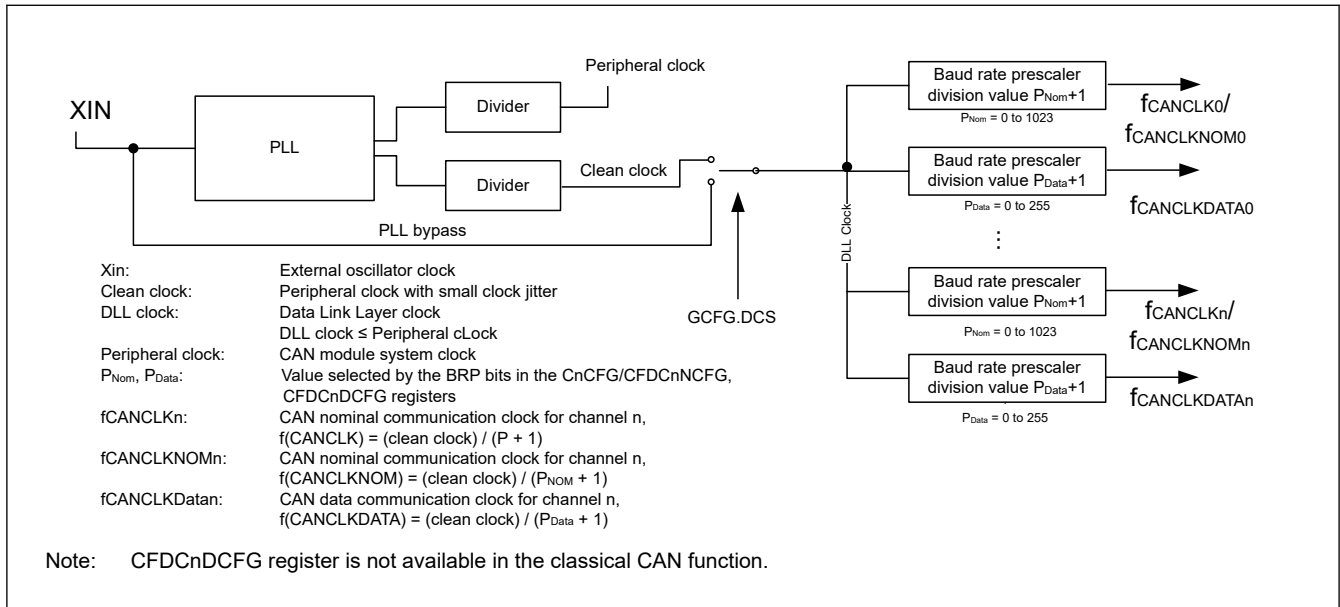 Peripheral clock
XIN
PLL
Divider
Divider
Clean clock
PLL bypass
GCFG.DCS
DLL Clock
Baud rate prescaler
division value PNom+1
PNom = 0 to 1023
fCANCLK0/
fCANCLKNOM0
Baud rate prescaler
division value PData+1
PData = 0 to 255
fCANCLKDATA0
⋮
Baud rate prescaler
division value PNom+1
PNom = 0 to 1023
fCANCLKn/
fCANCLKNOMn
Baud rate prescaler
division value PData+1
PData = 0 to 255
fCANCLKDATAn
Xin: External oscillator clock
Clean clock: Peripheral clock with small clock jitter
DLL clock: Data Link Layer clock
DLL clock ≤ Peripheral cLock
Peripheral clock: CAN module system clock
PNom, PData: Value selected by the BRP bits in the CnCFG/CFDCnNCFG,
CFDCnDCFG registers
fCANCLKn: CAN nominal communication clock for channel n,
f(CANCLK) = (clean clock) / (P + 1)
fCANCLKNOMn: CAN nominal communication clock for channel n,
f(CANCLKNOM) = (clean clock) / (PNOM + 1)
fCANCLKDatan: CAN data communication clock for channel n,
f(CANCLKDATA) = (clean clock) / (PData + 1)
Note: CFDCnDCFG register is not available in the classical CAN function.